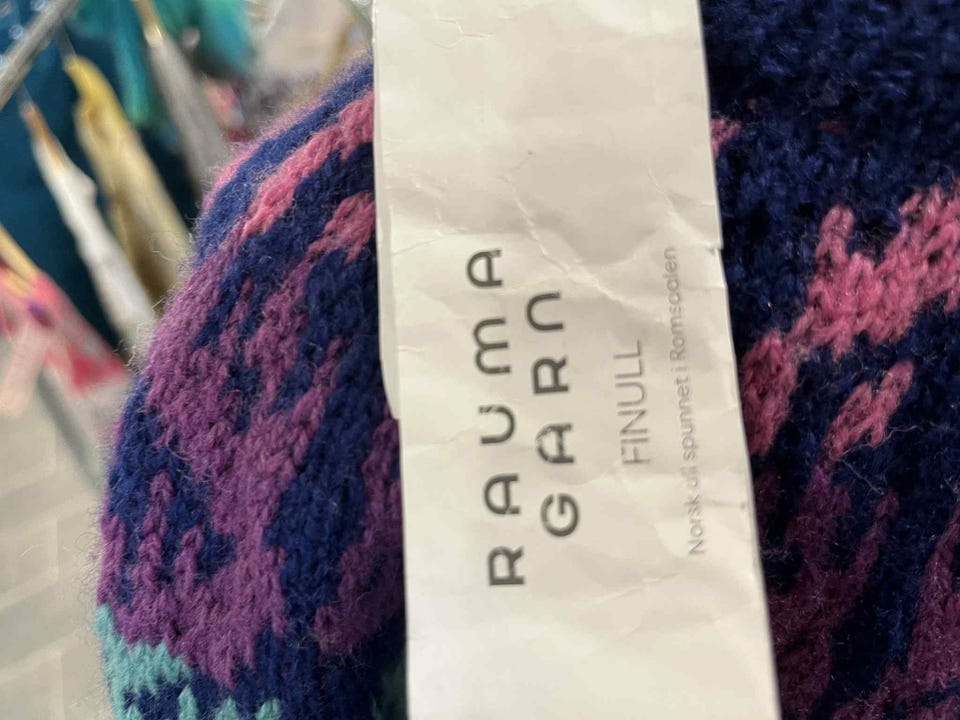 RAUMA
GARN
FINULL
Norsk ull spunnet i Romsdalen